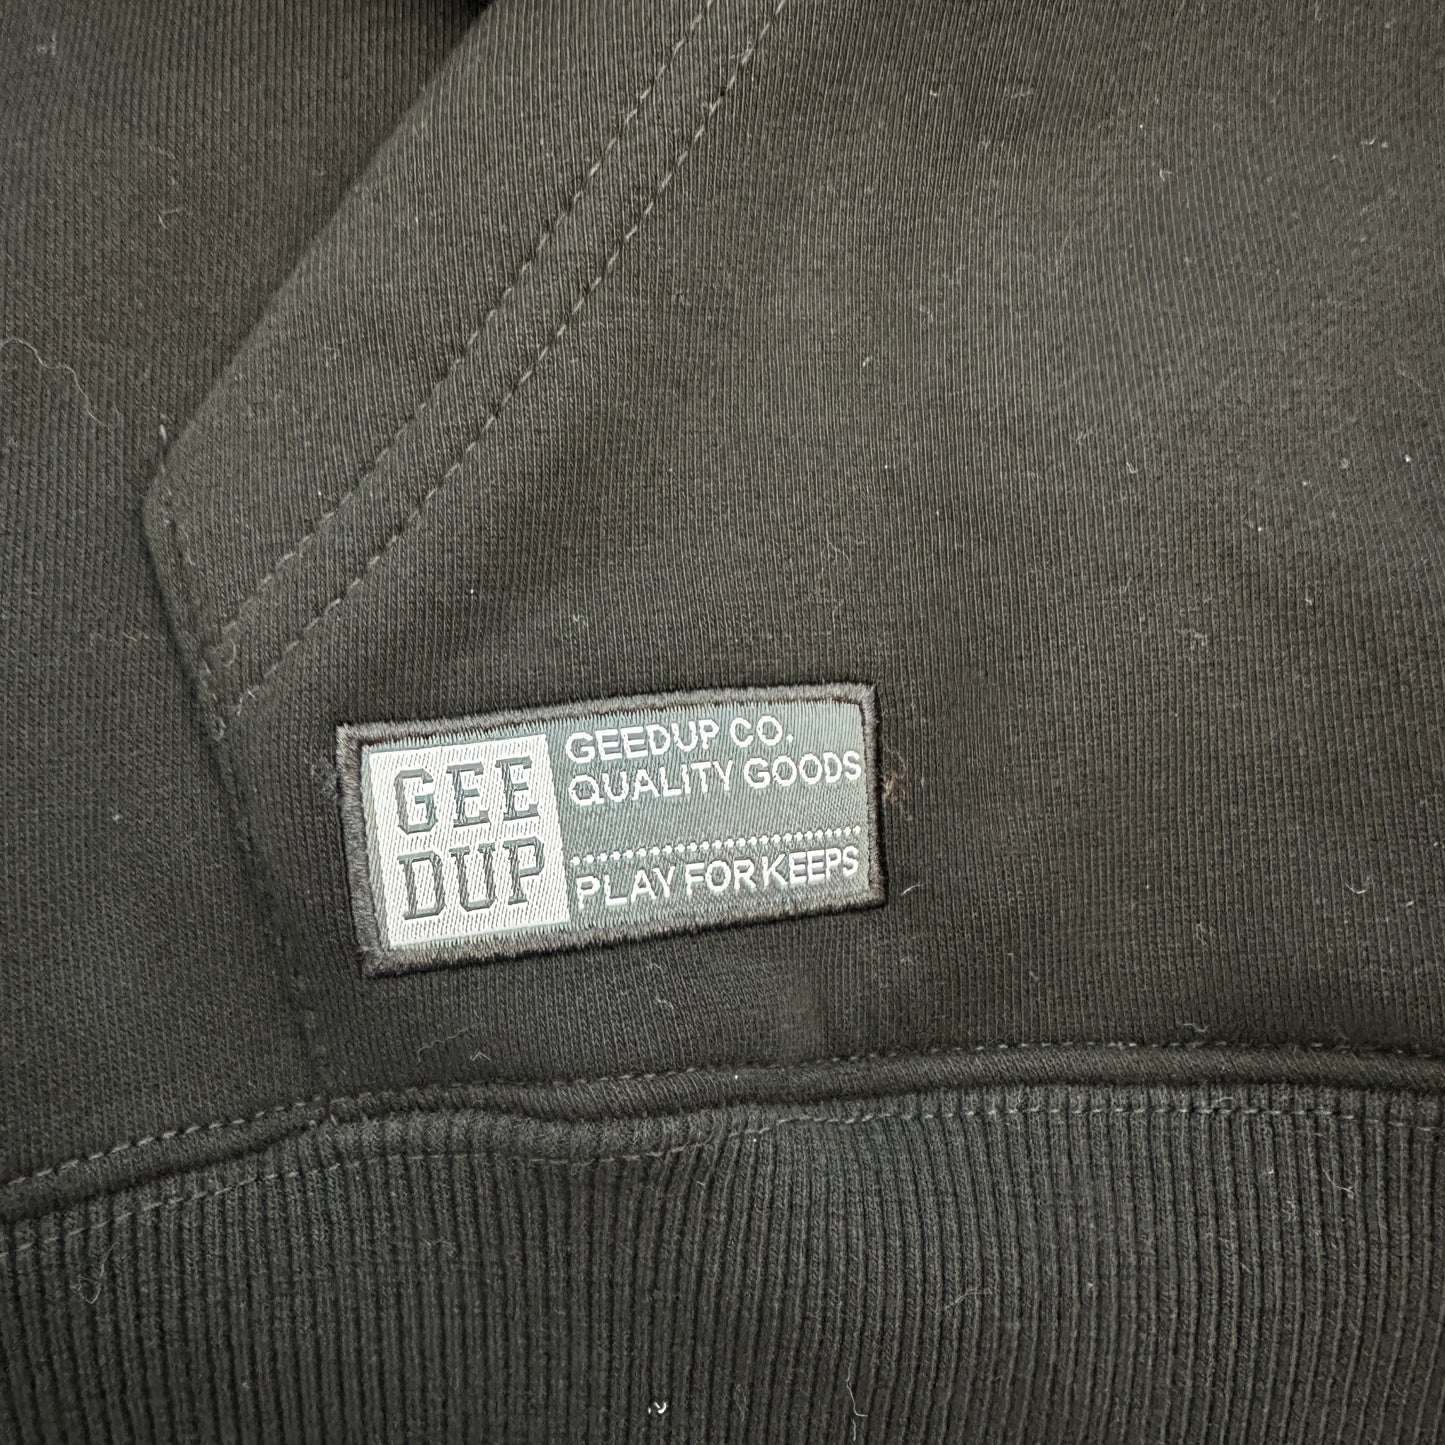 GEE
DUP
GEEDUP CO.
QUALITY GOODS
PLAY FOR KEEPS